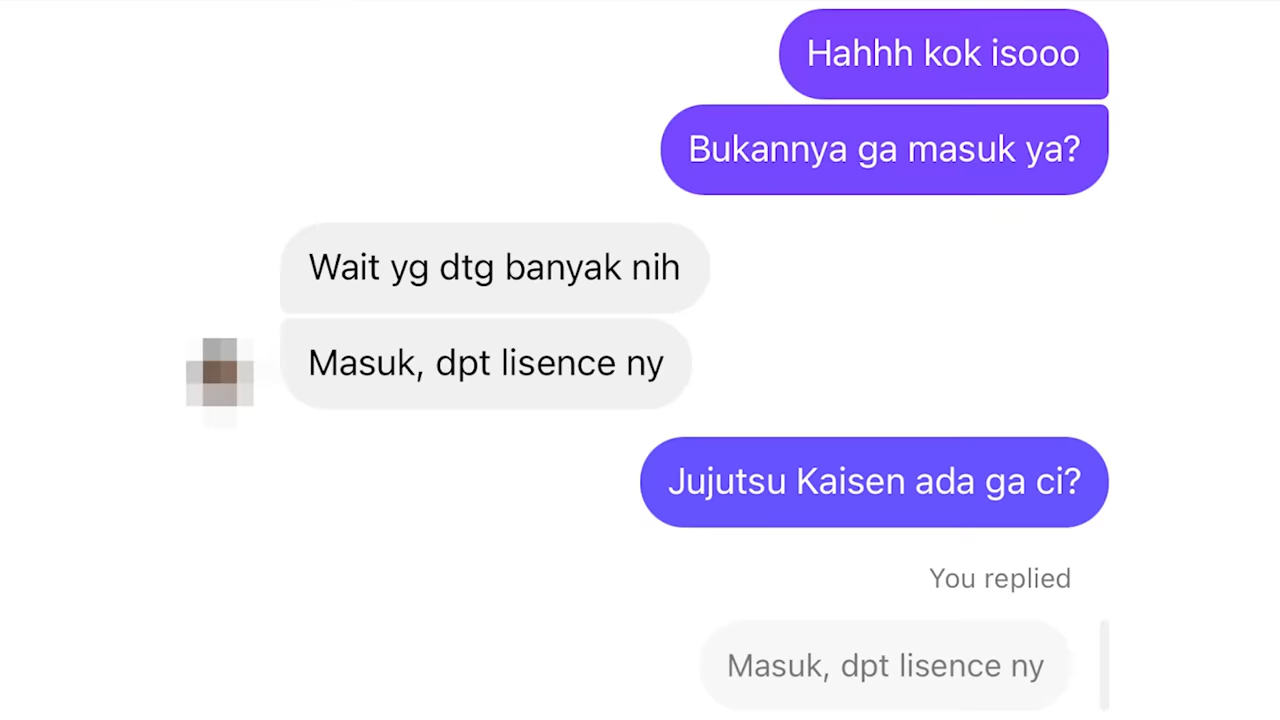 Hahhh kok isooo
Bukannya ga masuk ya?
Wait yg dtg banyak nih
Masuk, dpt lisence ny
Jujutsu Kaisen ada ga ci?
You replied
Masuk, dpt lisence ny